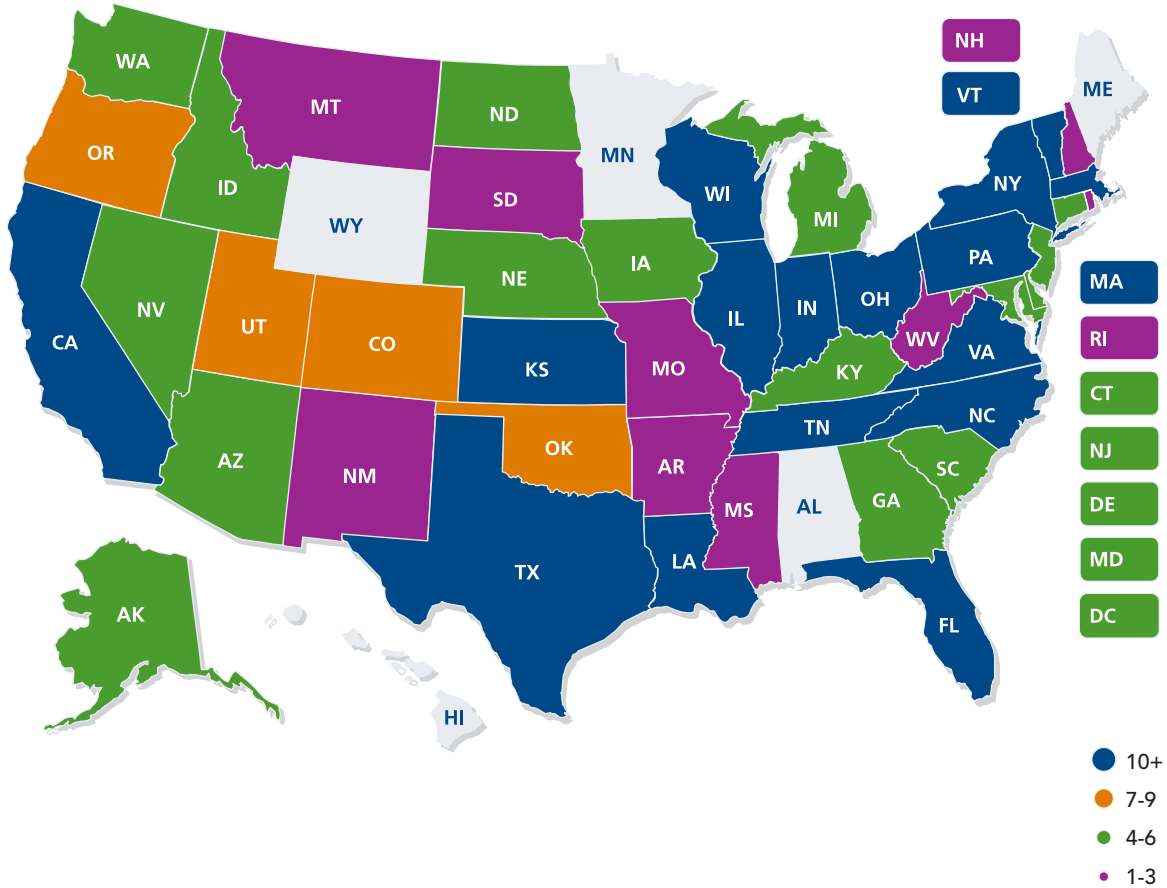 NH
VT
ME
WA
MT
ND
MN
OR
ID
SD
WI
NY
WY
MI
NE
IA
PA
NV
UT
CO
IL
IN
OH
MA
CA
KS
MO
WV
VA
RI
KY
CT
AZ
NM
OK
AR
TN
NC
NJ
SC
MS
AL
GA
DE
TX
LA
MD
AK
FL
DC
HI
10+
7-9
4-6
1-3